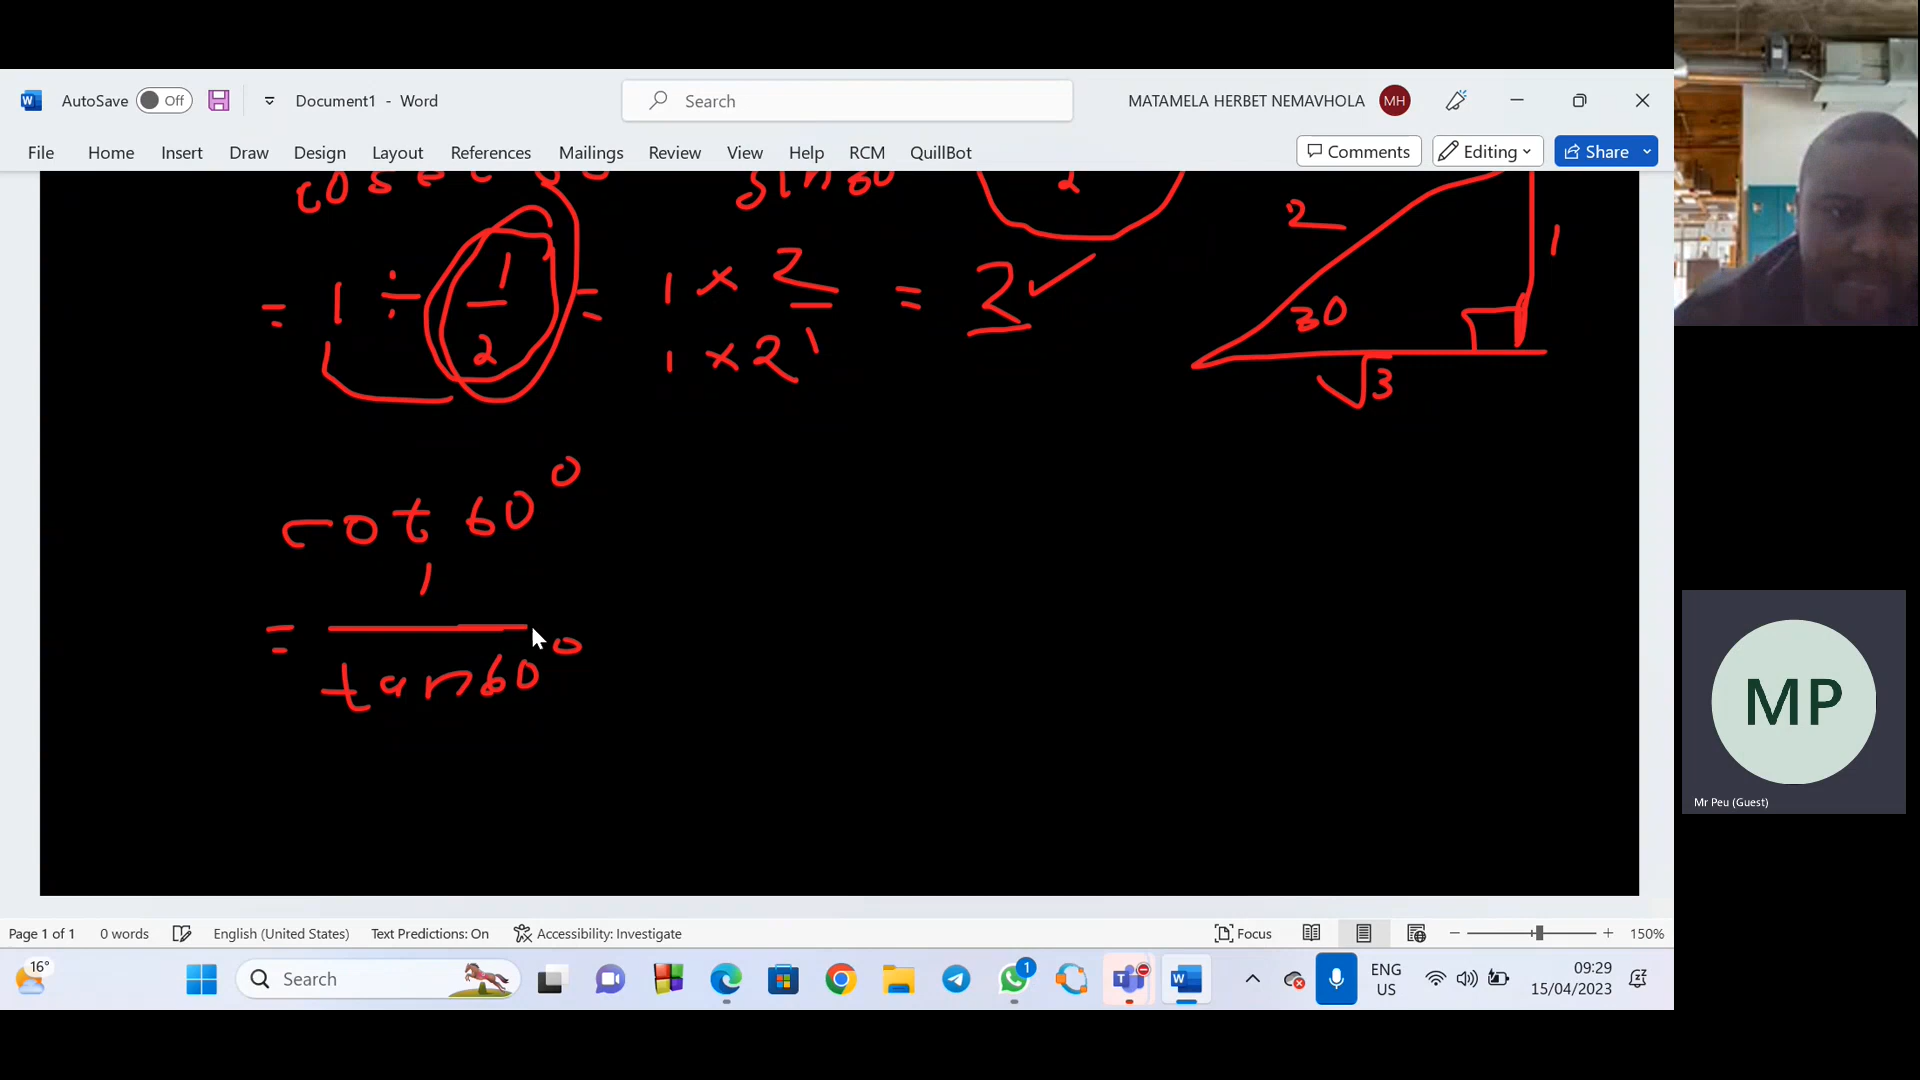 AutoSave Off Document1 - Word
Search
MATAMELA HERBET NEMAVHOLA MH
File Home Insert Draw Design Layout References Mailings Review View Help RCM QuillBot
Comments Editing Share
= 1 ÷ 1/2 = 1 × 2 / 1 × 2 1 = 2 ✓
2
1
30
√3
cot 60°
= 1
tan60°
MP
Mr Peu (Guest)
Page 1 of 1 0 words English (United States) Text Predictions: On Accessibility: Investigate
Focus 150%
16°
Search
1
ENG
US
09:29
15/04/2023